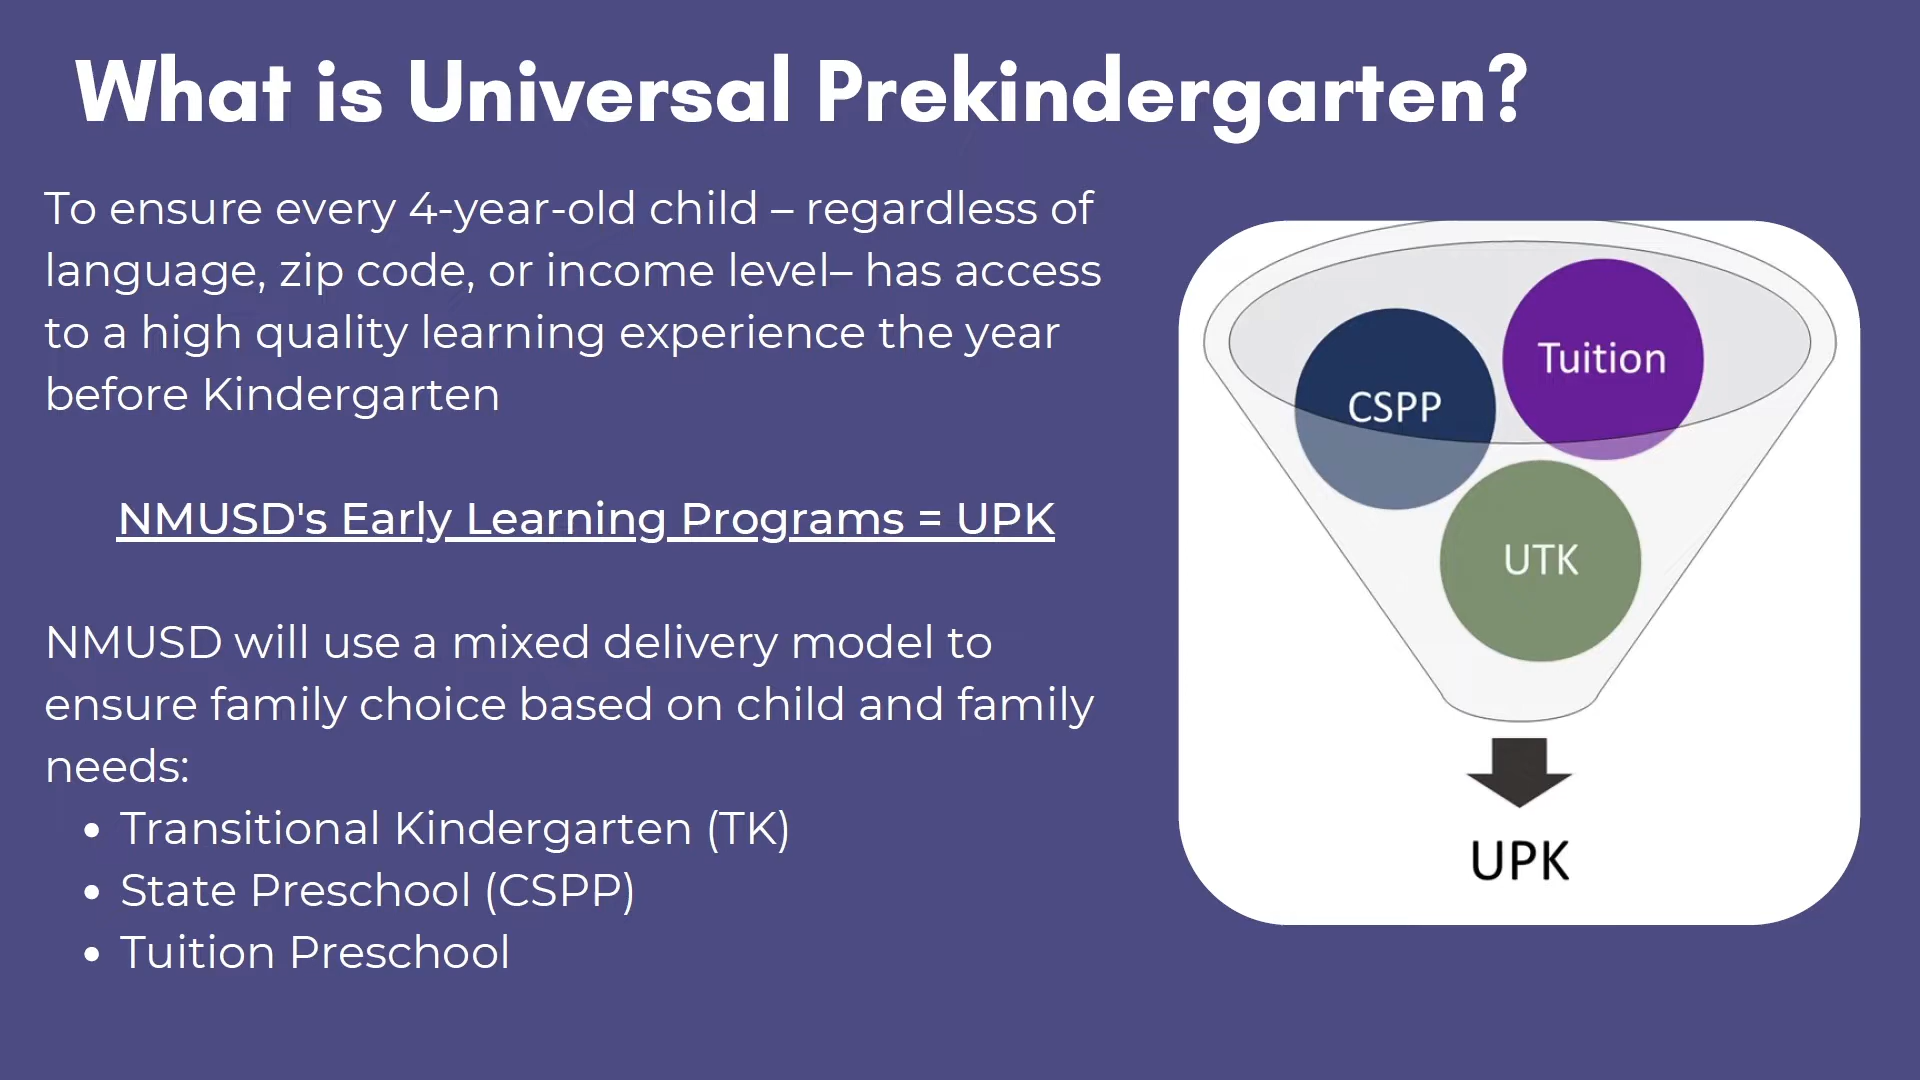 What is Universal Prekindergarten?
To ensure every 4-year-old child – regardless of
language, zip code, or income level– has access
to a high quality learning experience the year
before Kindergarten
NMUSD's Early Learning Programs = UPK
NMUSD will use a mixed delivery model to
ensure family choice based on child and family
needs:
• Transitional Kindergarten (TK)
• State Preschool (CSPP)
• Tuition Preschool
Tuition
CSPP
UTK
UPK